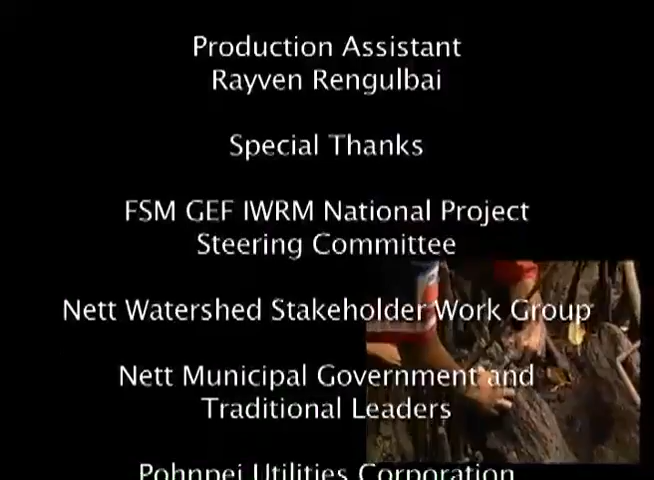 Production Assistant
Rayven Rengulbai
Special Thanks
FSM GEF IWRM National Project
Steering Committee
Nett Watershed Stakeholder Work Group
Nett Municipal Government and
Traditional Leaders
Pohnpei Utilities Corporation